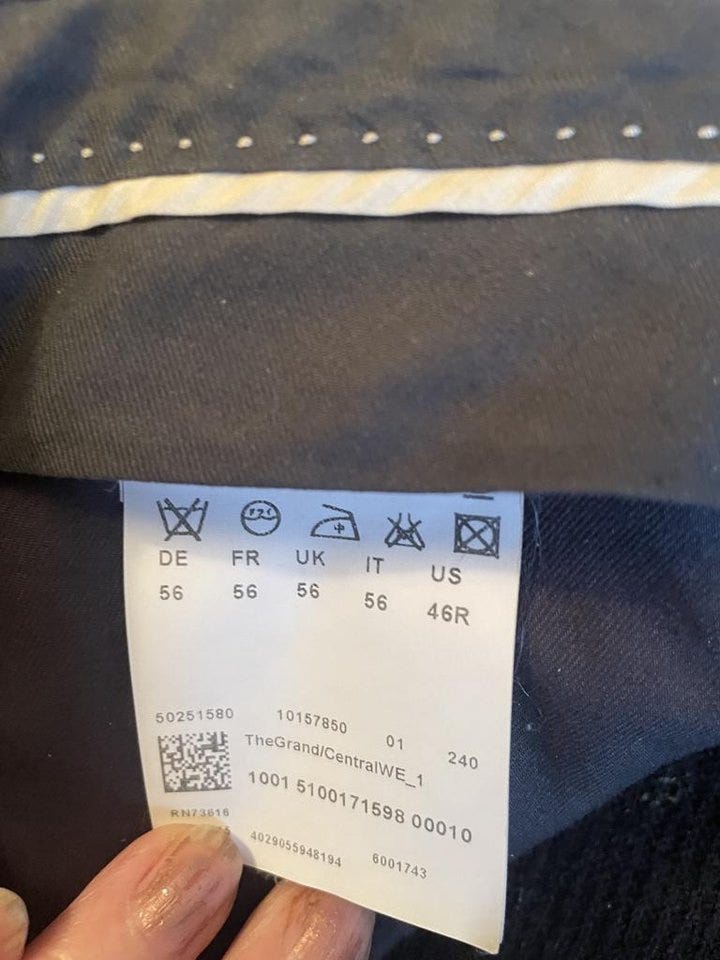 DE FR UK IT US
56 56 56 56 46R
50251580 10157850 01 240
TheGrand/CentralWE_1
1001 5100171598 00010
RN73616
4029055948194 6001743